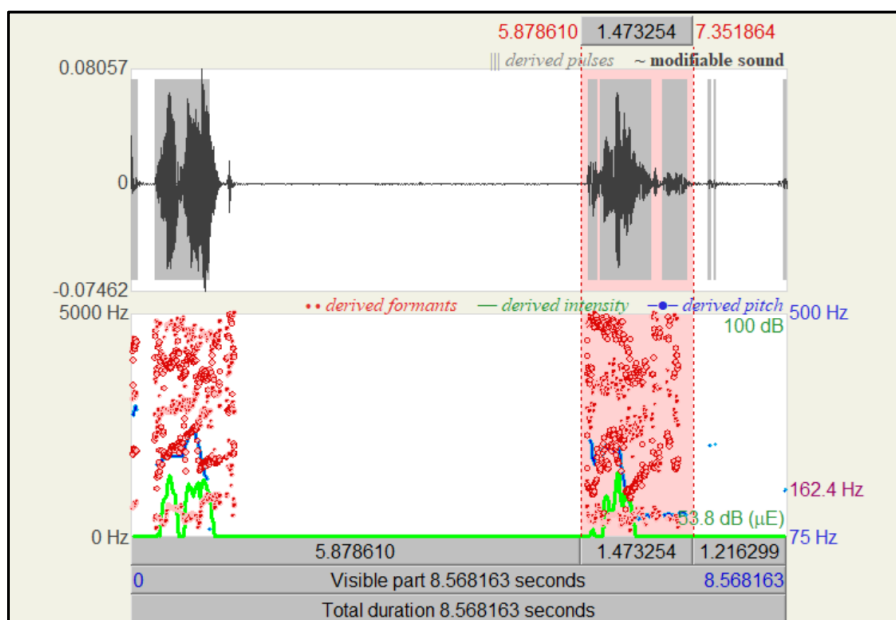 5.878610 1.473254 7.351864
||| derived pulses ~ modifiable sound
0.08057
0
-0.07462
•• derived formants — derived intensity –●– derived pitch
5000 Hz 500 Hz
100 dB
162.4 Hz
53.8 dB (µE)
0 Hz 75 Hz
5.878610 1.473254 1.216299
0 Visible part 8.568163 seconds 8.568163
Total duration 8.568163 seconds